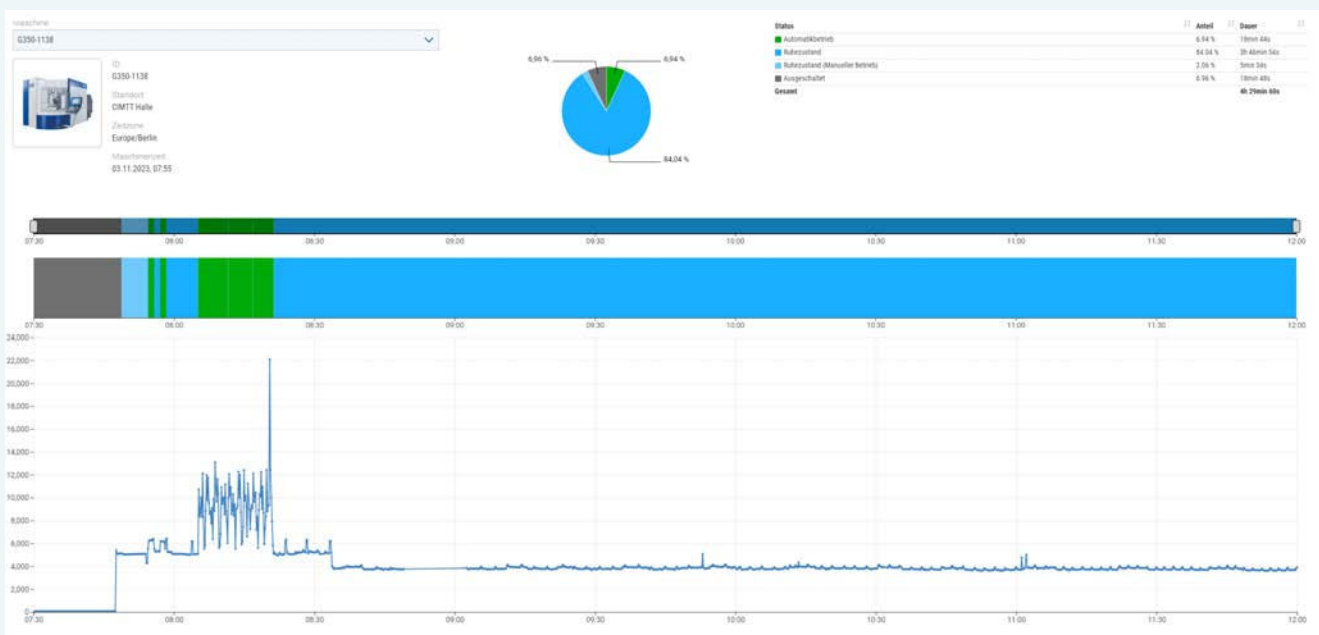 Maschine
G350-1138
ID
G350-1138
Standort
CIMTT Halle
Zeitzone
Europe/Berlin
Maschinenzeit
03.11.2023, 07:55
6,96 %
6,94 %
84,04 %
Status Anteil Dauer
Automatikbetrieb 6.94 % 18min 44s
Ruhezustand 84.04 % 3h 46min 54s
Ruhezustand (Manueller Betrieb) 2.06 % 5min 34s
Ausgeschaltet 6.96 % 18min 48s
Gesamt 4h 29min 60s
07:30 08:00 08:30 09:00 09:30 10:00 10:30 11:00 11:30 12:00
07:30 08:00 08:30 09:00 09:30 10:00 10:30 11:00 11:30 12:00
24,000
22,000
20,000
18,000
16,000
14,000
12,000
10,000
8,000
6,000
4,000
2,000
0
07:30 08:00 08:30 09:00 09:30 10:00 10:30 11:00 11:30 12:00